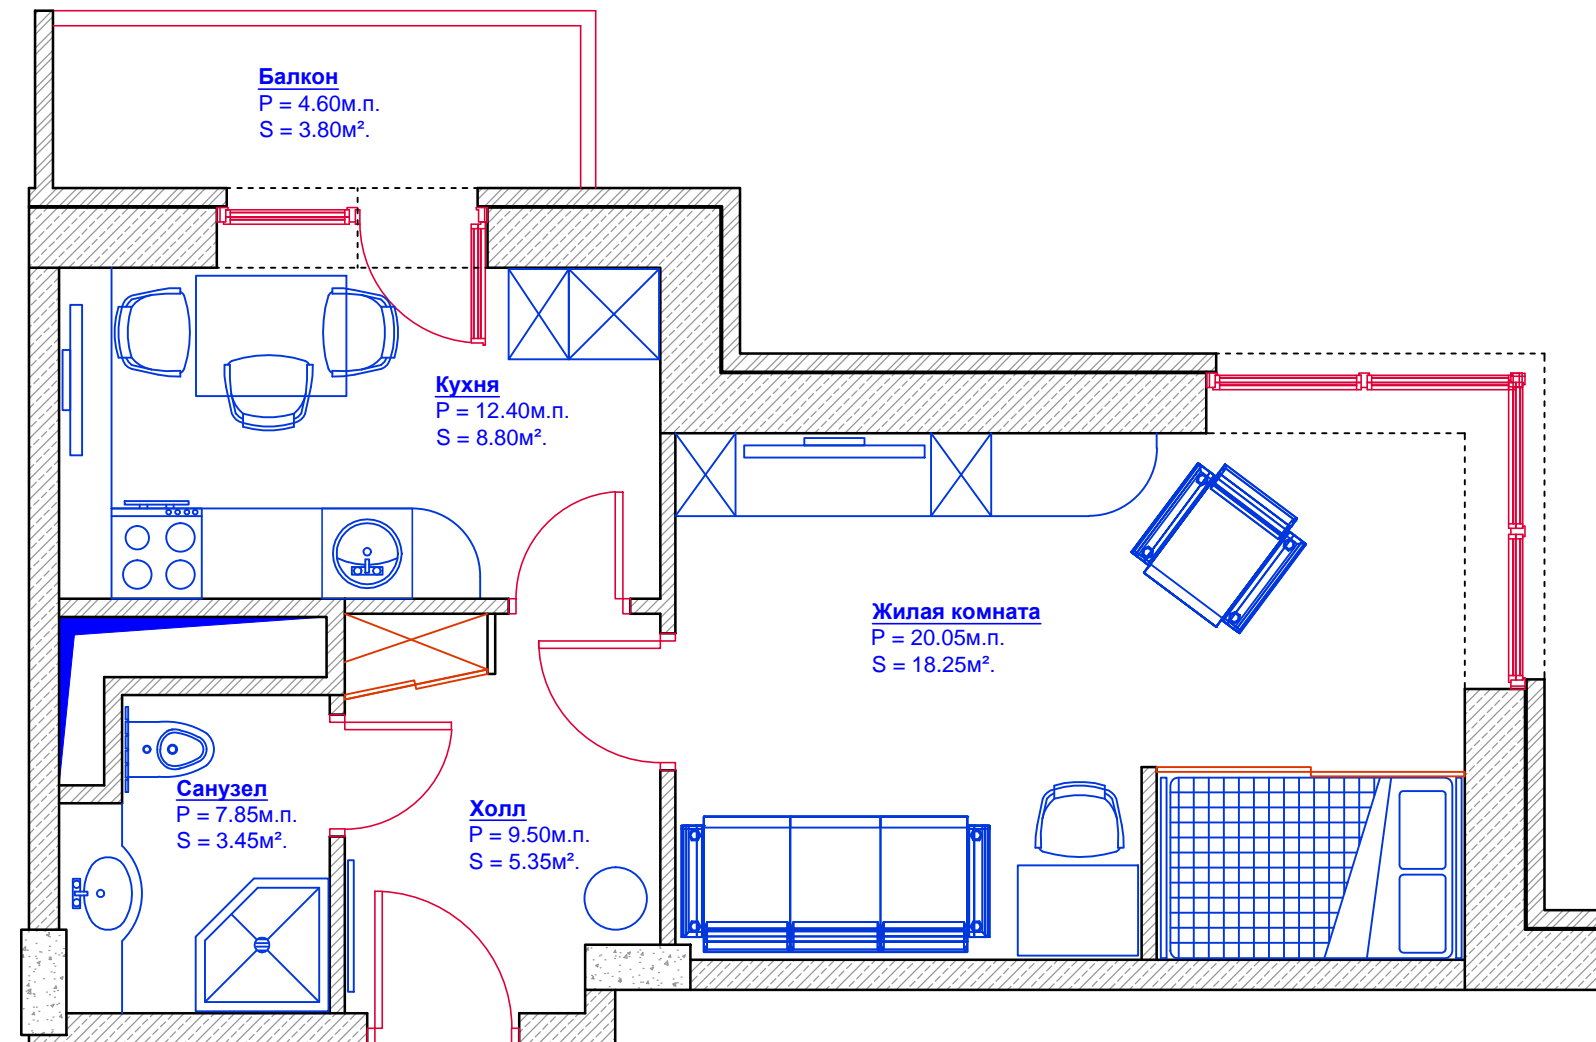 Балкон
P = 4.60м.п.
S = 3.80м².
Кухня
P = 12.40м.п.
S = 8.80м².
Жилая комната
P = 20.05м.п.
S = 18.25м².
Санузел
P = 7.85м.п.
S = 3.45м².
Холл
P = 9.50м.п.
S = 5.35м².